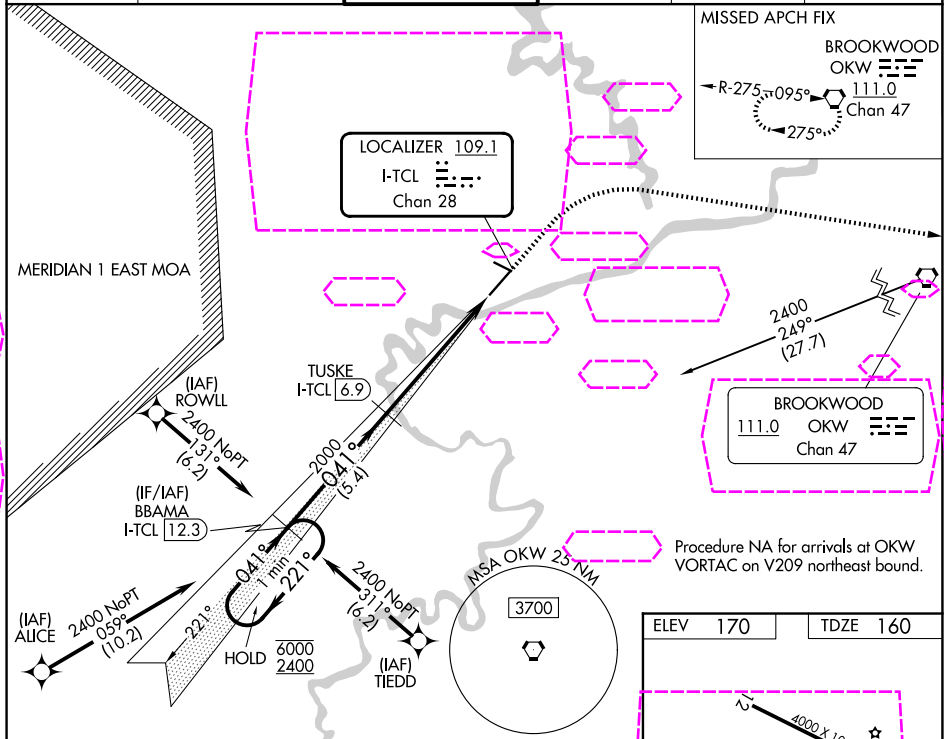 MISSED APCH FIX
BROOKWOOD
OKW
111.0
Chan 47
R-275
095°
275°
LOCALIZER 109.1
I-TCL
Chan 28
MERIDIAN 1 EAST MOA
2400
249°
(27.7)
TUSKE
I-TCL 6.9
(IAF)
ROWLL
2400 NoPT
131°
(6.2)
BROOKWOOD
111.0 OKW
Chan 47
2000
041°
(5.4)
(IF/IAF)
BBAMA
I-TCL 12.3
041°
1 min
221°
221°
Procedure NA for arrivals at OKW
VORTAC on V209 northeast bound.
2400 NoPT
311°
(6.2)
(IAF)
TIEDD
MSA OKW 25 NM
3700
(IAF)
ALICE
2400 NoPT
059°
(10.2)
HOLD
6000
2400
ELEV 170
TDZE 160
12